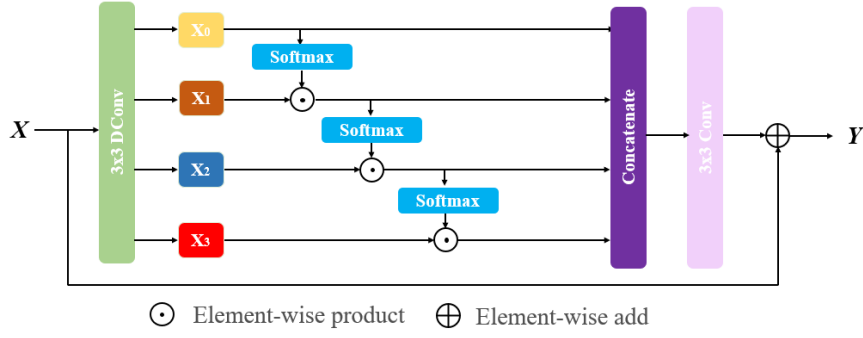 X₀
Softmax
X₁
Softmax
X
3x3 DConv
X₂
Softmax
X₃
Concatenate
3x3 Conv
Y
Element-wise product
Element-wise add